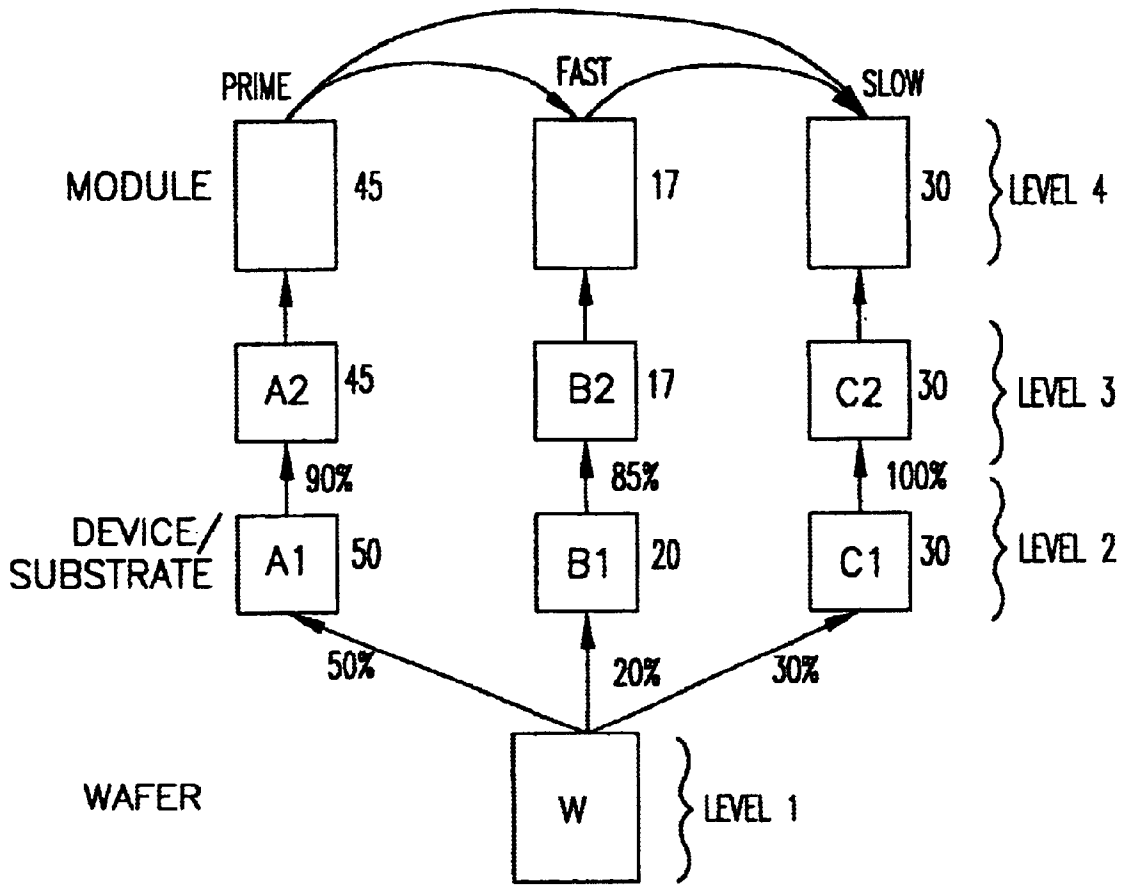 PRIME
FAST
SLOW
MODULE
45
17
30
LEVEL 4
A2
45
B2
17
C2
30
LEVEL 3
90%
85%
100%
DEVICE/
SUBSTRATE
A1
50
B1
20
C1
30
LEVEL 2
50%
20%
30%
WAFER
W
LEVEL 1